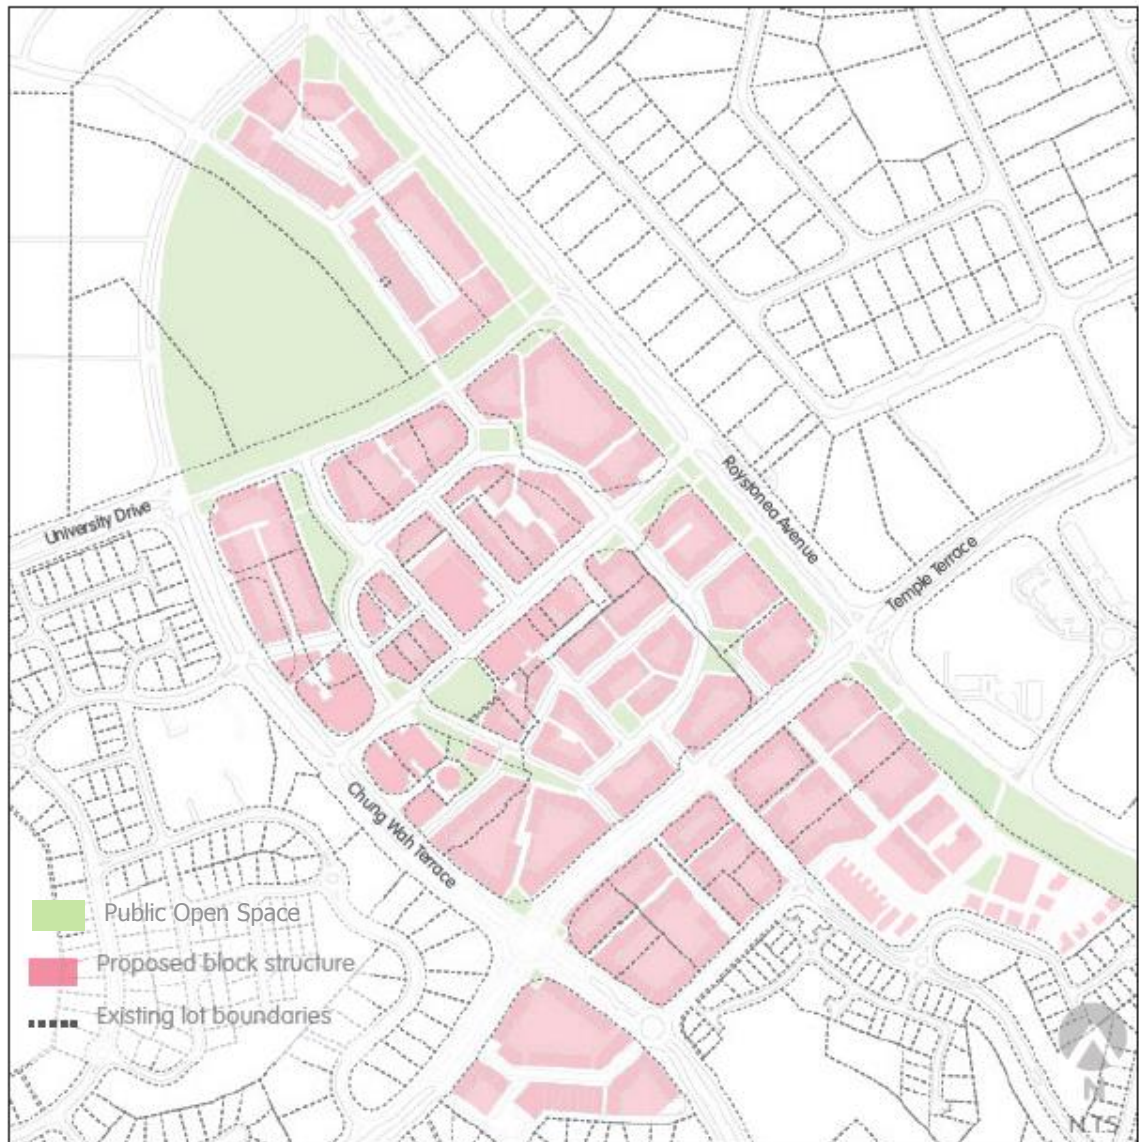 Roystonea Avenue
University Drive
Temple Terrace
Chung Wah Terrace
Public Open Space
Proposed block structure
Existing lot boundaries
N
N.T.S